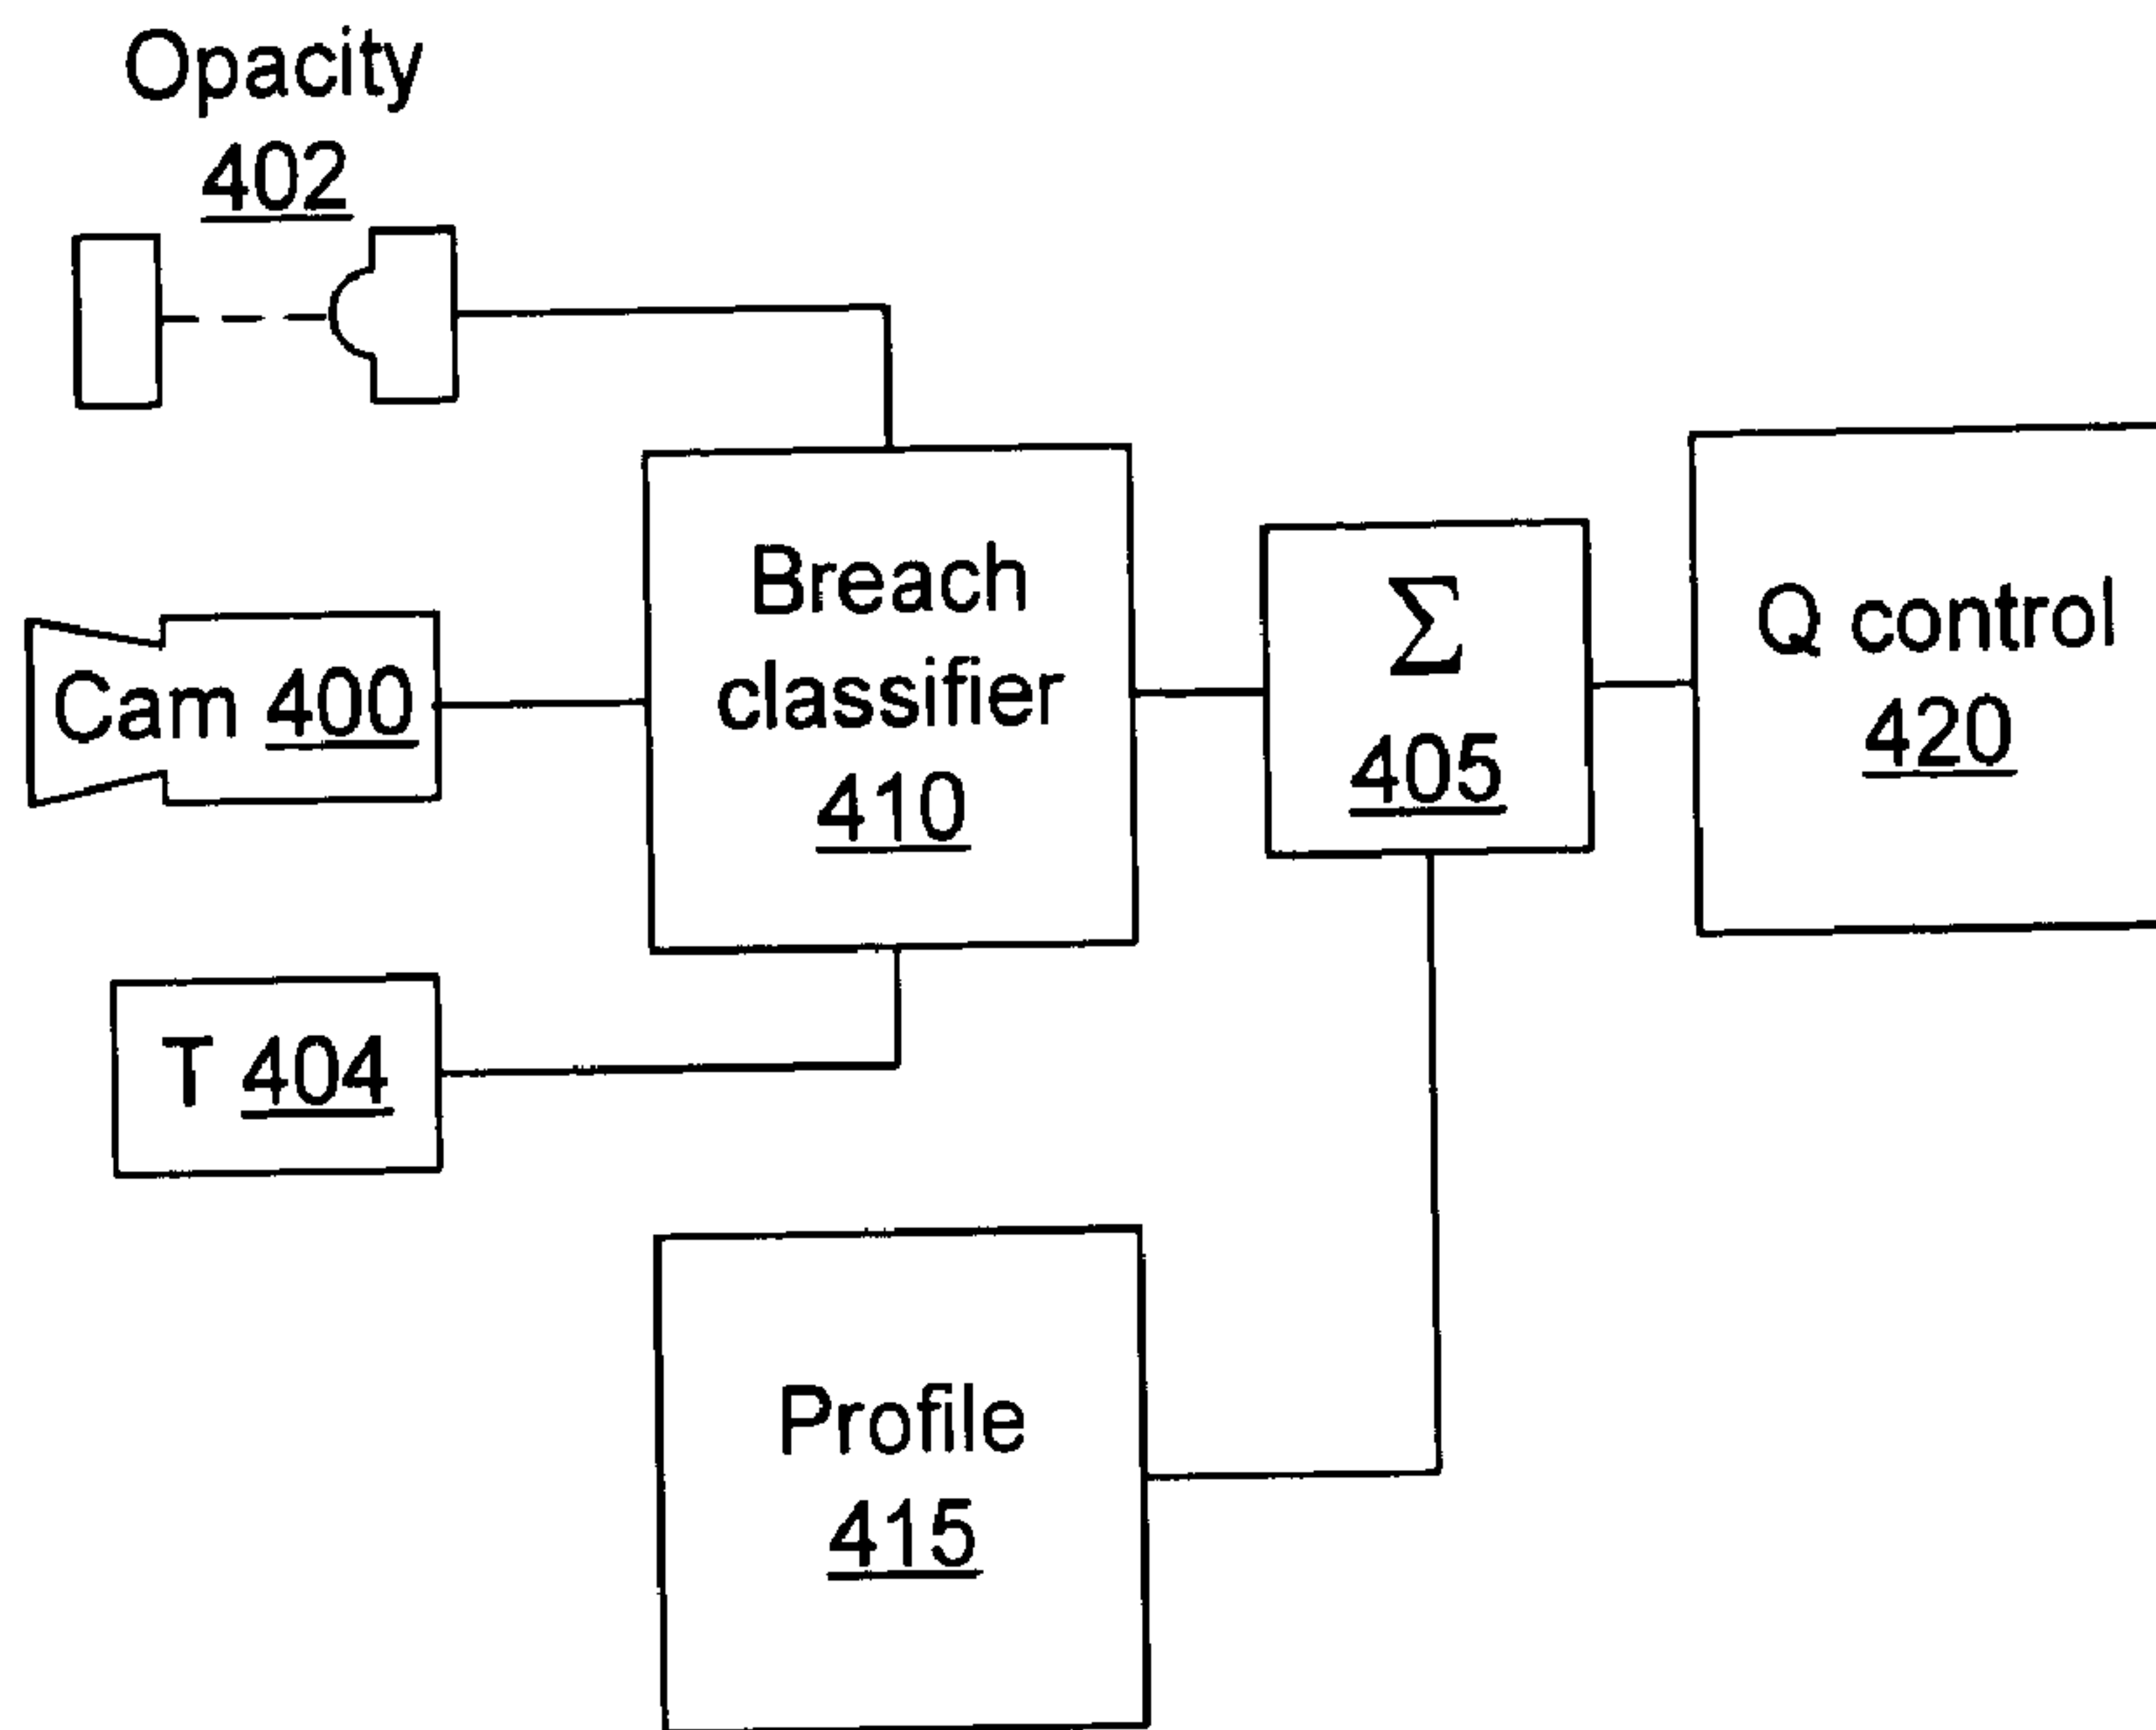 Opacity
402
Cam 400
T 404
Breach
classifier
410
Σ
405
Q control
420
Profile
415